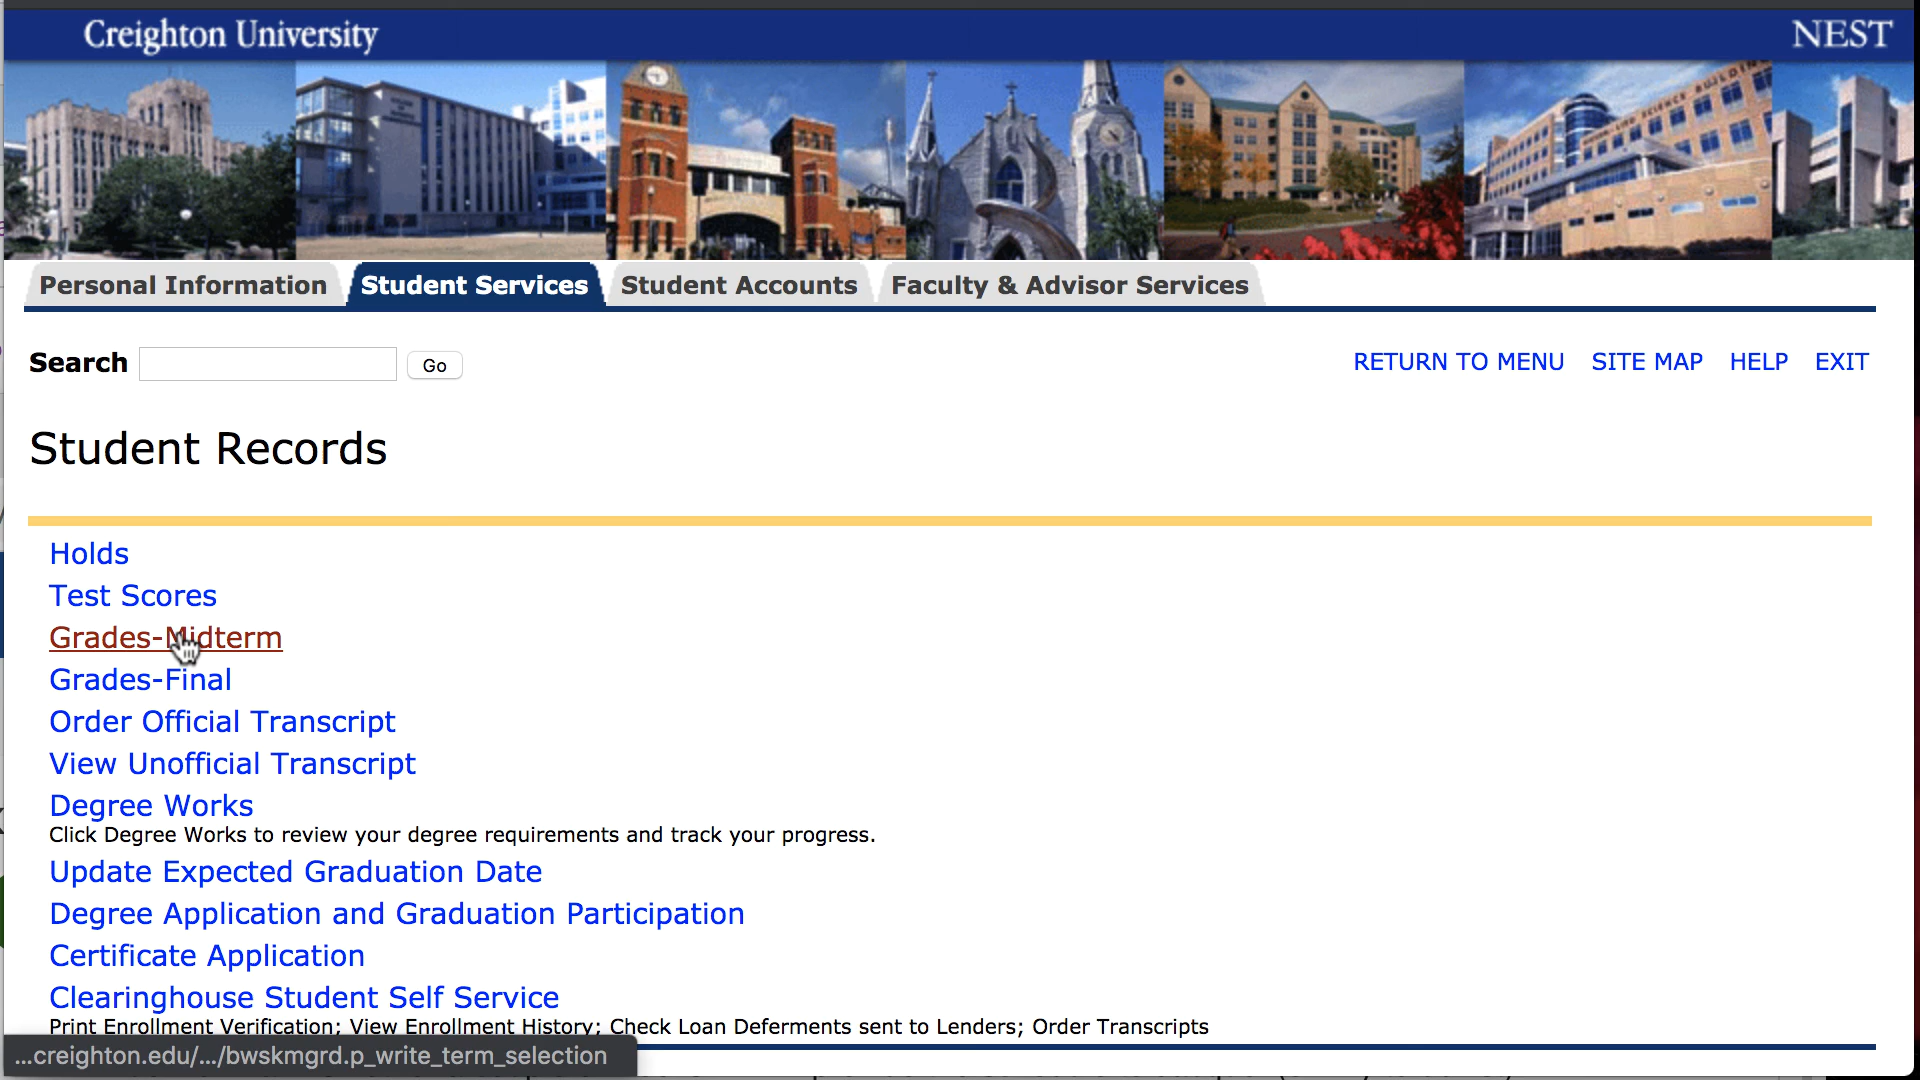 Creighton University NEST
Personal Information Student Services Student Accounts Faculty & Advisor Services
Search Go RETURN TO MENU SITE MAP HELP EXIT
Student Records
Holds
Test Scores
Grades-Midterm
Grades-Final
Order Official Transcript
View Unofficial Transcript
Degree Works
Click Degree Works to review your degree requirements and track your progress.
Update Expected Graduation Date
Degree Application and Graduation Participation
Certificate Application
Clearinghouse Student Self Service
Print Enrollment Verification; View Enrollment History; Check Loan Deferments sent to Lenders; Order Transcripts
...creighton.edu/.../bwskmgrd.p_write_term_selection